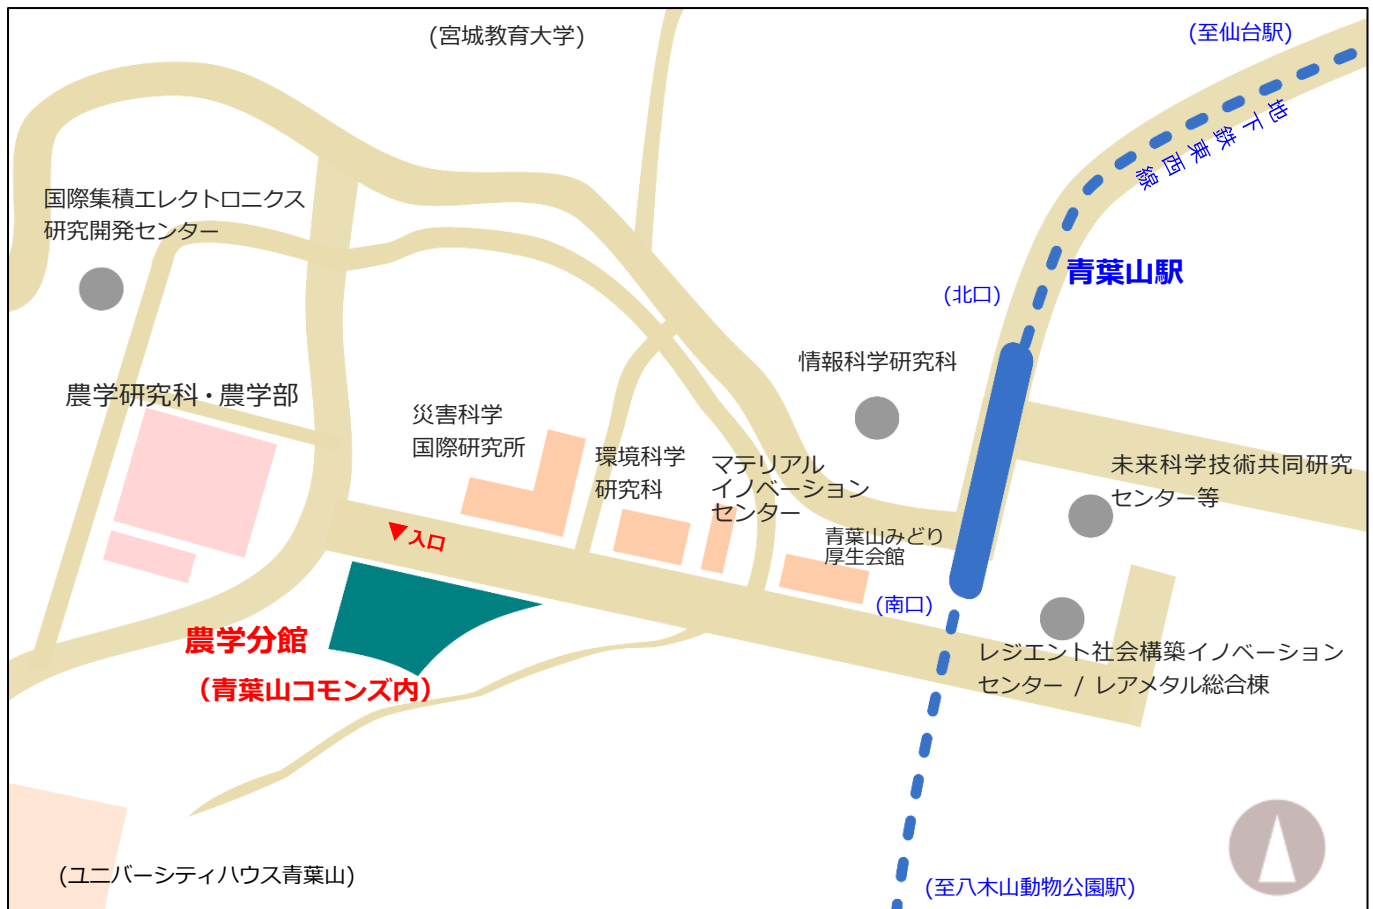 (宮城教育大学)
(至仙台駅)
地下鉄東西線
国際集積エレクトロニクス
研究開発センター
青葉山駅
(北口)
情報科学研究科
農学研究科・農学部
災害科学
国際研究所
環境科学
研究科
マテリアル
イノベーション
センター
未来科学技術共同研究
センター等
入口
青葉山みどり
厚生会館
(南口)
農学分館
（青葉山コモンズ内）
レジエント社会構築イノベーション
センター / レアメタル総合棟
(ユニバーシティハウス青葉山)
(至八木山動物公園駅)